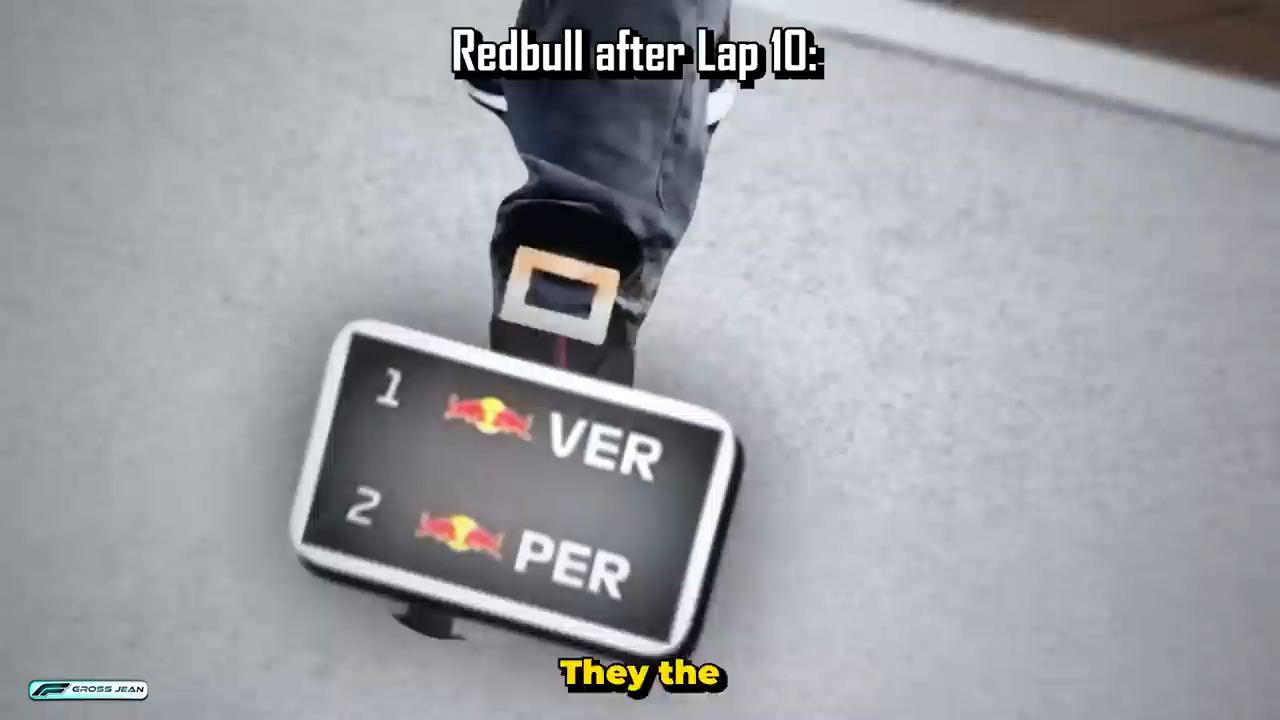 Redbull after Lap 10:
1 VER
2 PER
They the
GROSS JEAN